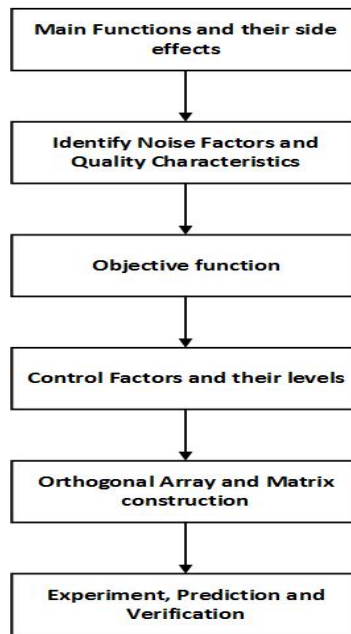 Main Functions and their side
effects
Identify Noise Factors and
Quality Characteristics
Objective function
Control Factors and their levels
Orthogonal Array and Matrix
construction
Experiment, Prediction and
Verification